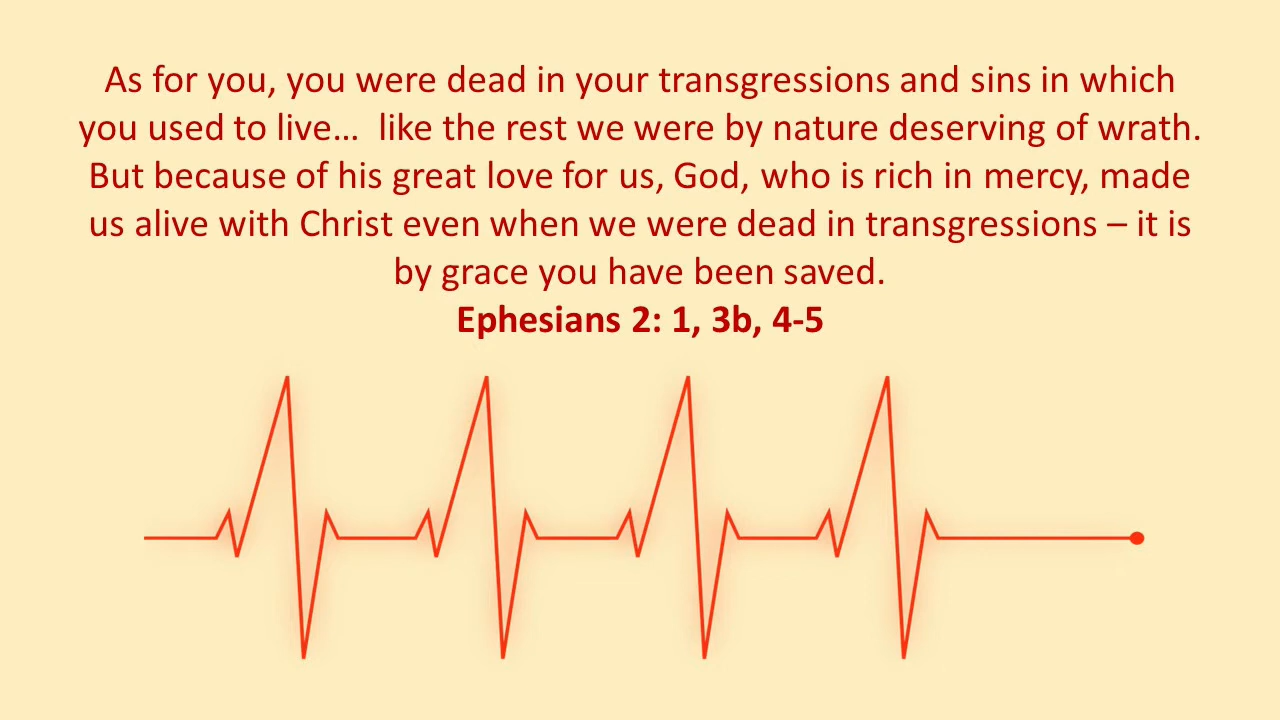 As for you, you were dead in your transgressions and sins in which
you used to live…  like the rest we were by nature deserving of wrath.
But because of his great love for us, God, who is rich in mercy, made
us alive with Christ even when we were dead in transgressions – it is
by grace you have been saved.
Ephesians 2: 1, 3b, 4-5